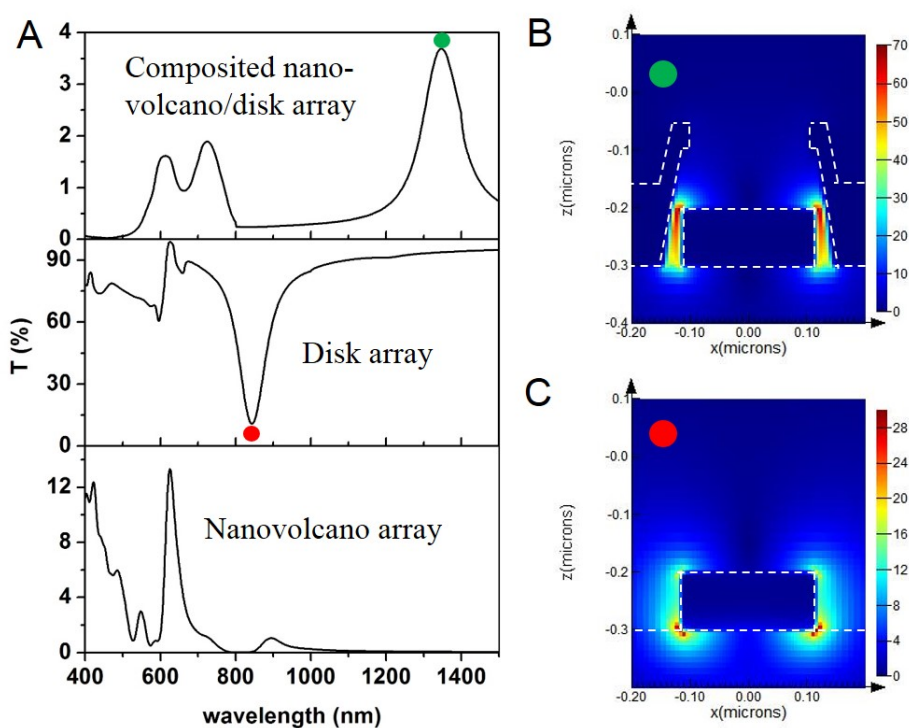 A
Composited nano-
volcano/disk array
4
3
2
1
0
T (%)
90
60
30
0
Disk array
12
8
4
0
Nanovolcano array
400 600 800 1000 1200 1400
wavelength (nm)
B
0.1
-0.0
-0.1
-0.2
-0.3
-0.4
z(microns)
-0.20 -0.10 0.00 0.10
x(microns)
70
60
50
40
30
20
10
0
C
0.1
-0.0
-0.1
-0.2
-0.3
z(microns)
-0.20 -0.10 0.00 0.10
x(microns)
28
24
20
16
12
8
4
0